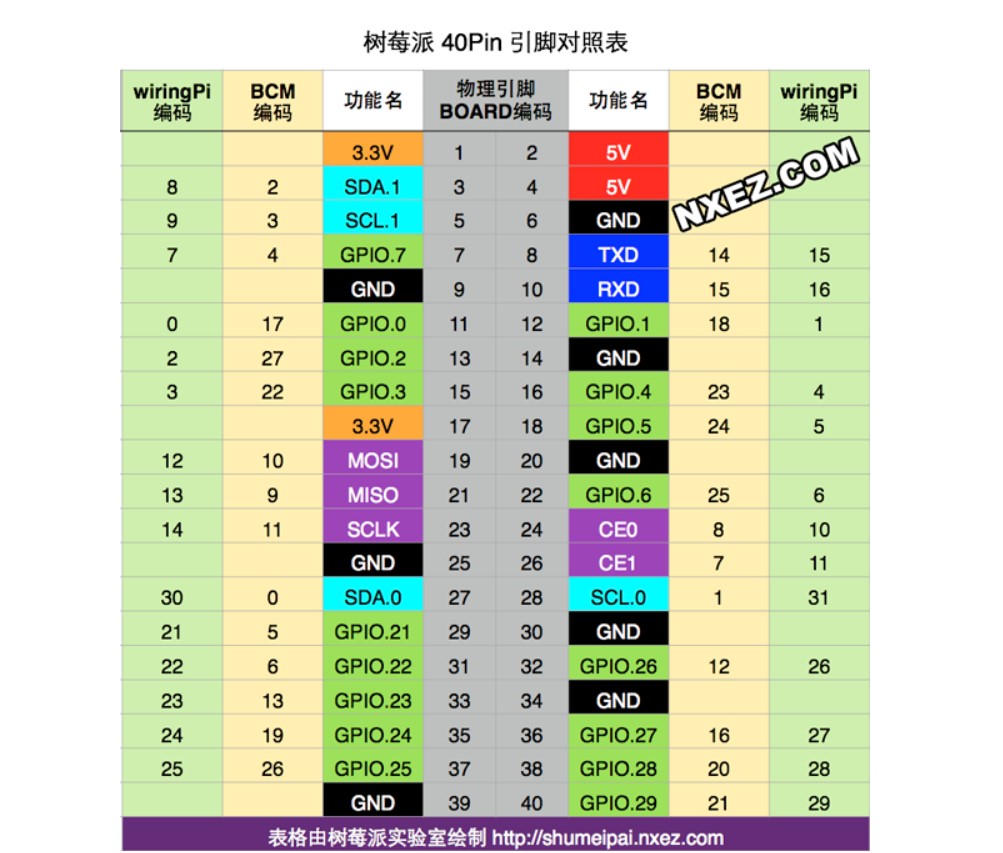 树莓派 40Pin 引脚对照表
wiringPi 编码 BCM 编码 功能名 物理引脚 BOARD编码 功能名 BCM 编码 wiringPi 编码
3.3V 1 2 5V
NXEZ.COM
8 2 SDA.1 3 4 5V
9 3 SCL.1 5 6 GND
7 4 GPIO.7 7 8 TXD 14 15
GND 9 10 RXD 15 16
0 17 GPIO.0 11 12 GPIO.1 18 1
2 27 GPIO.2 13 14 GND
3 22 GPIO.3 15 16 GPIO.4 23 4
3.3V 17 18 GPIO.5 24 5
12 10 MOSI 19 20 GND
13 9 MISO 21 22 GPIO.6 25 6
14 11 SCLK 23 24 CE0 8 10
GND 25 26 CE1 7 11
30 0 SDA.0 27 28 SCL.0 1 31
21 5 GPIO.21 29 30 GND
22 6 GPIO.22 31 32 GPIO.26 12 26
23 13 GPIO.23 33 34 GND
24 19 GPIO.24 35 36 GPIO.27 16 27
25 26 GPIO.25 37 38 GPIO.28 20 28
GND 39 40 GPIO.29 21 29
表格由树莓派实验室绘制 http://shumeipai.nxez.com